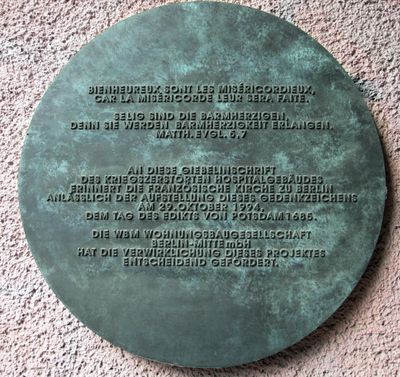 BIENHEUREUX SONT LES MISÉRICORDIEUX,
CAR LA MISÉRICORDE LEUR SERA FAITE.
SELIG SIND DIE BARMHERZIGEN,
DENN SIE WERDEN BARMHERZIGKEIT ERLANGEN.
MATTH. EVGL. 5,7
AN DIESE GIEBELINSCHRIFT
DES KRIEGSZERSTÖRTEN HOSPITALGEBÄUDES
ERINNERT DIE FRANZÖSISCHE KIRCHE ZU BERLIN
ANLÄSSLICH DER AUFSTELLUNG DIESES GEDENKZEICHENS
AM 29. OKTOBER 1994,
DEM TAG DES EDIKTS VON POTSDAM 1685.
DIE WBM WOHNUNGSBAUGESELLSCHAFT
BERLIN-MITTE mbH
HAT DIE VERWIRKLICHUNG DIESES PROJEKTES
ENTSCHEIDEND GEFÖRDERT.